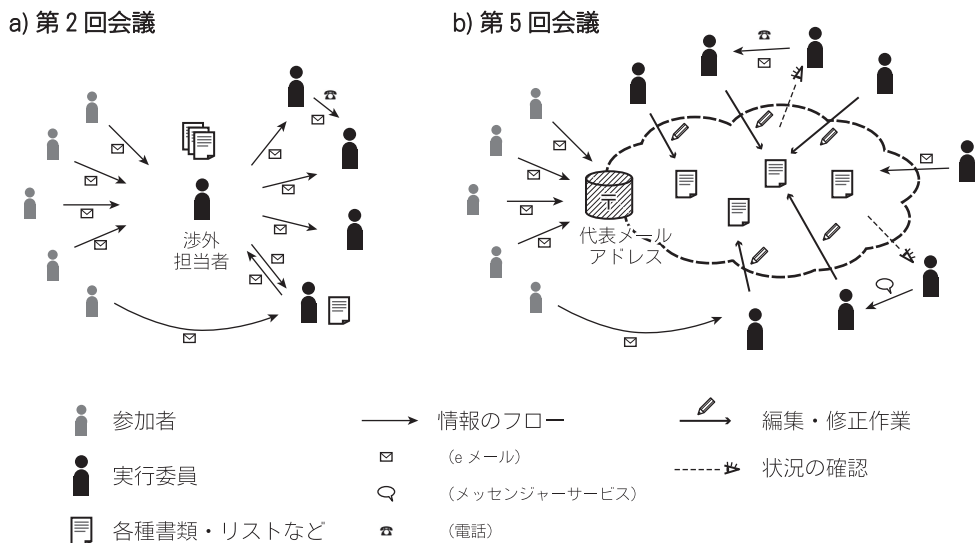 a) 第 2 回会議
b) 第 5 回会議
渉外
担当者
〒
代表メール
アドレス
参加者
実行委員
各種書類・リストなど
情報のフロー
（e メール）
（メッセンジャーサービス）
（電話）
編集・修正作業
状況の確認